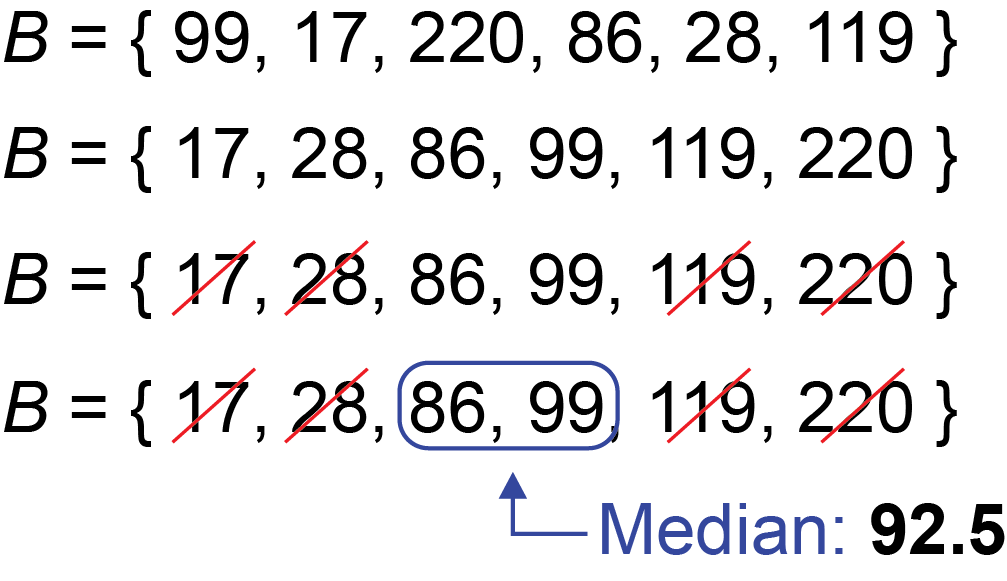 B = { 99, 17, 220, 86, 28, 119 }
B = { 17, 28, 86, 99, 119, 220 }
B = { 17, 28, 86, 99, 119, 220 }
B = { 17, 28, 86, 99, 119, 220 }
Median: 92.5